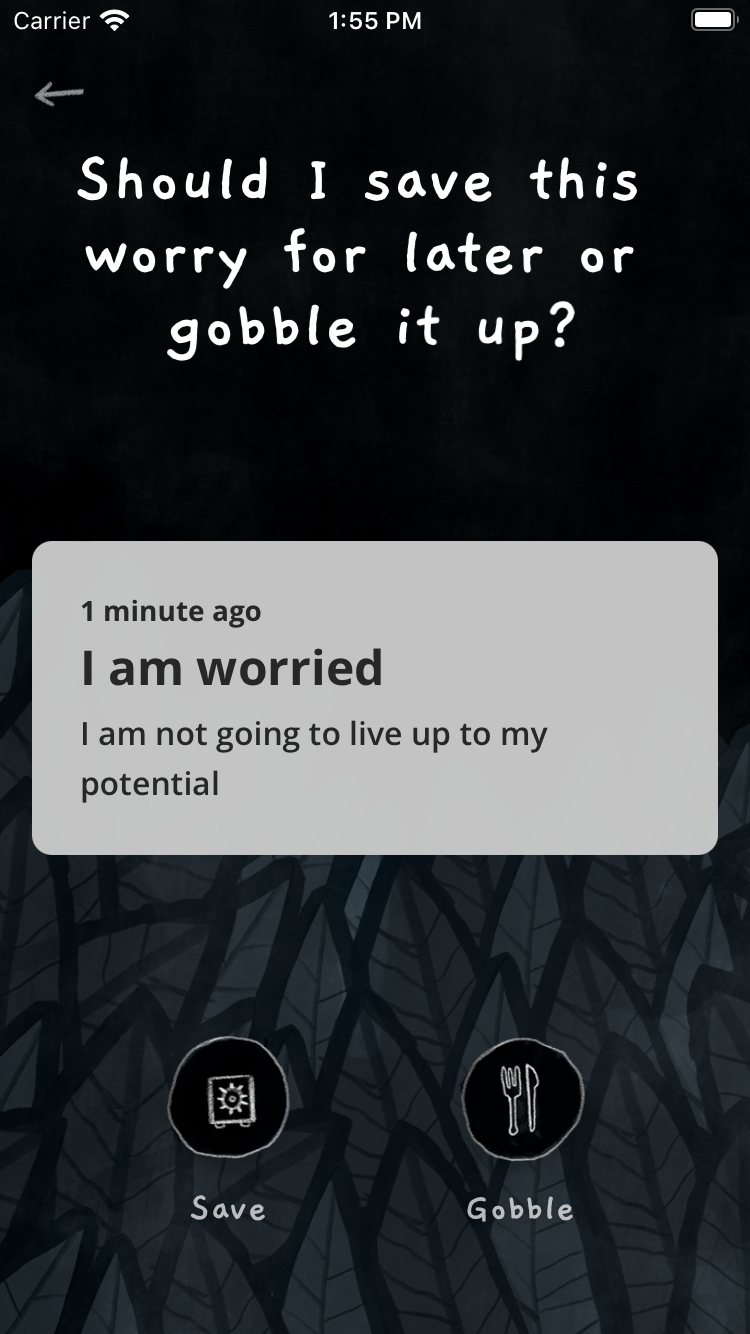 Carrier 1:55 PM
Should I save this
worry for later or
gobble it up?
1 minute ago
I am worried
I am not going to live up to my
potential
Save Gobble